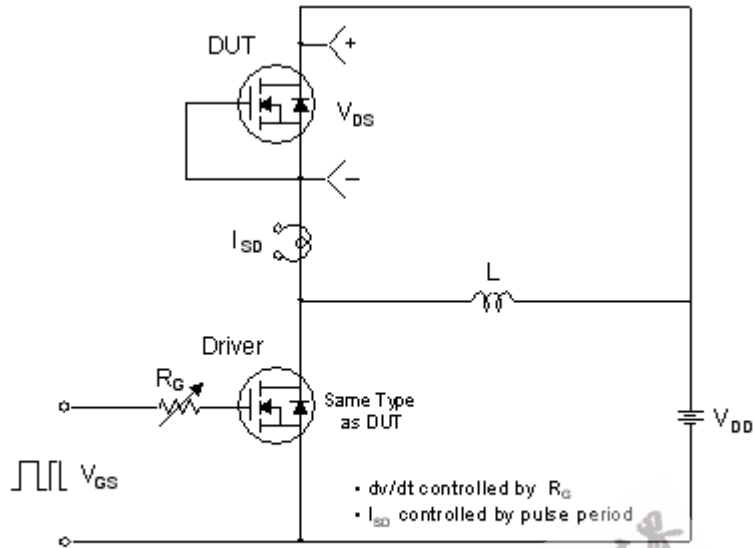 DUT
+
V_DS
−
I_SD
L
Driver
R_G
Same Type
as DUT
V_DD
V_GS
• dv/dt controlled by R_G
• I_SD controlled by pulse period